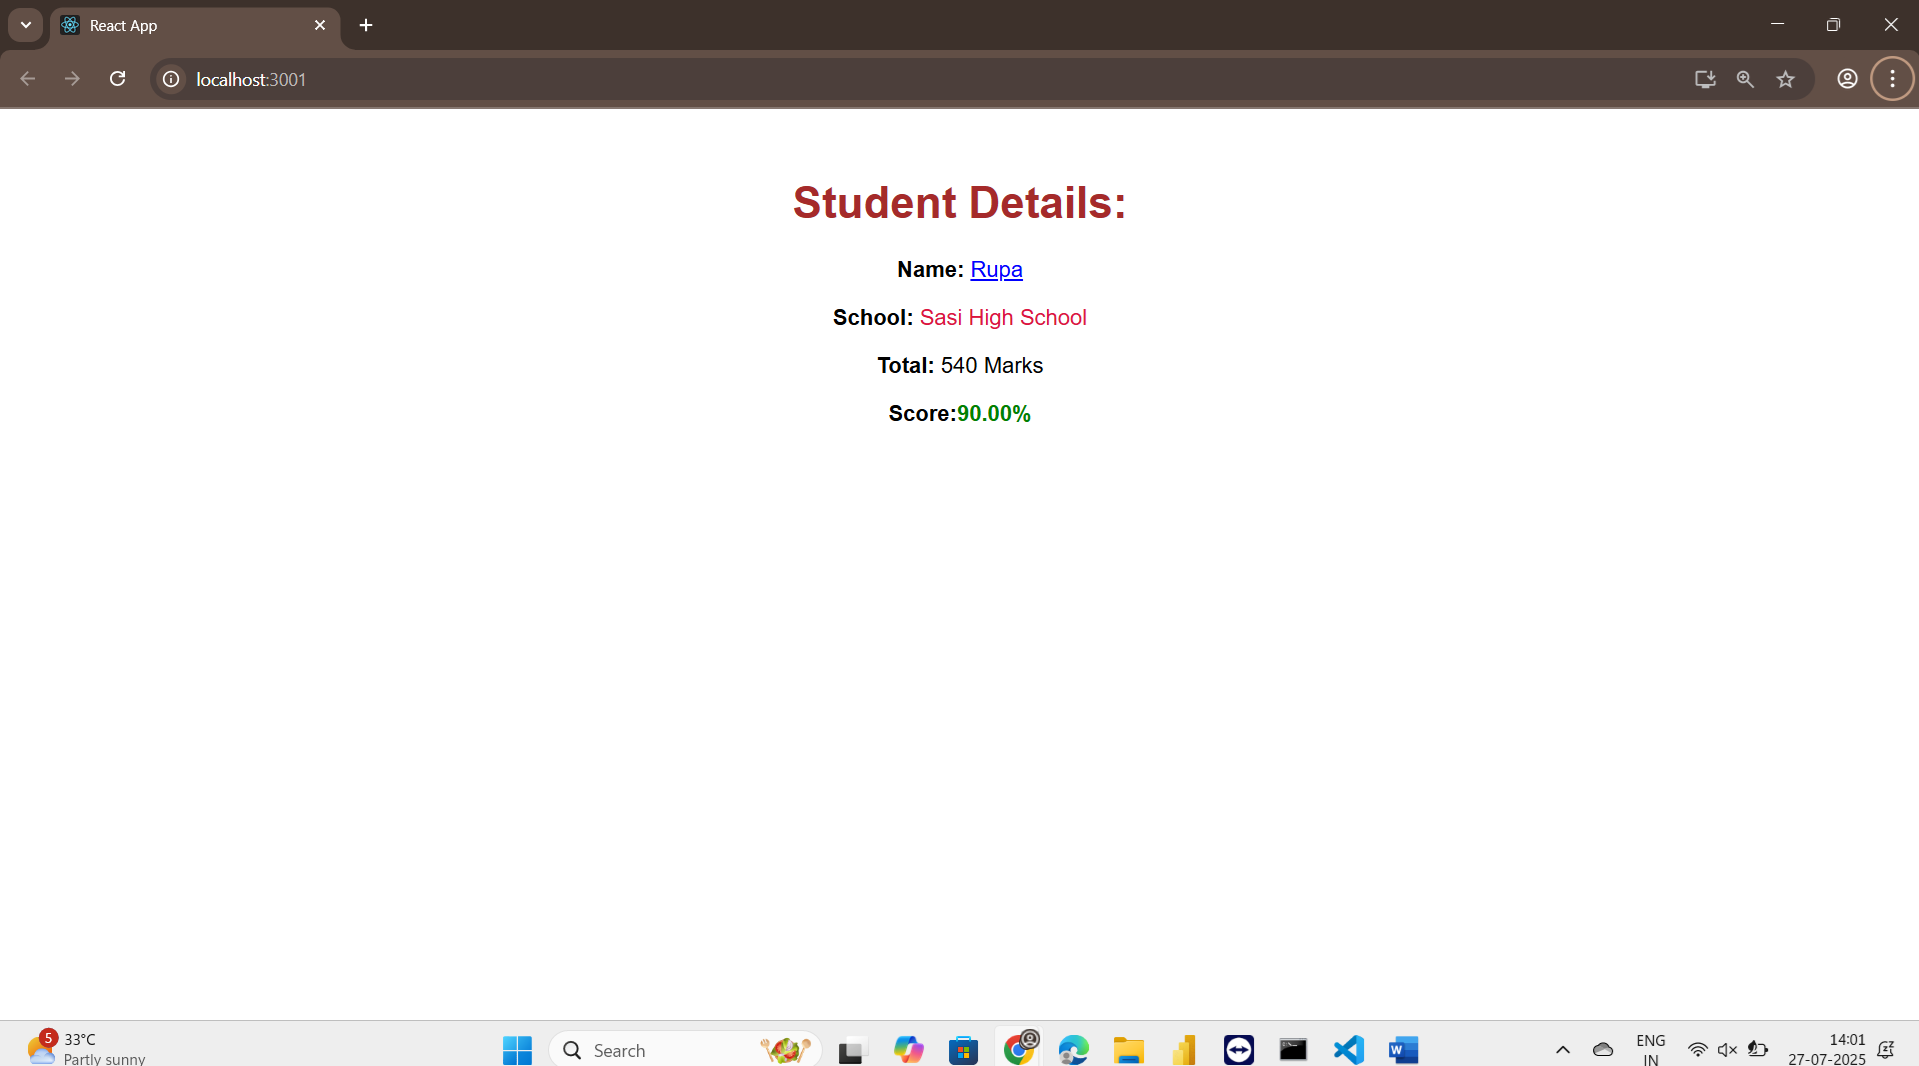 React App
localhost:3001
Student Details:
Name: Rupa
School: Sasi High School
Total: 540 Marks
Score:90.00%
5
33°C
Partly sunny
Search
W
ENG
IN
14:01
27-07-2025